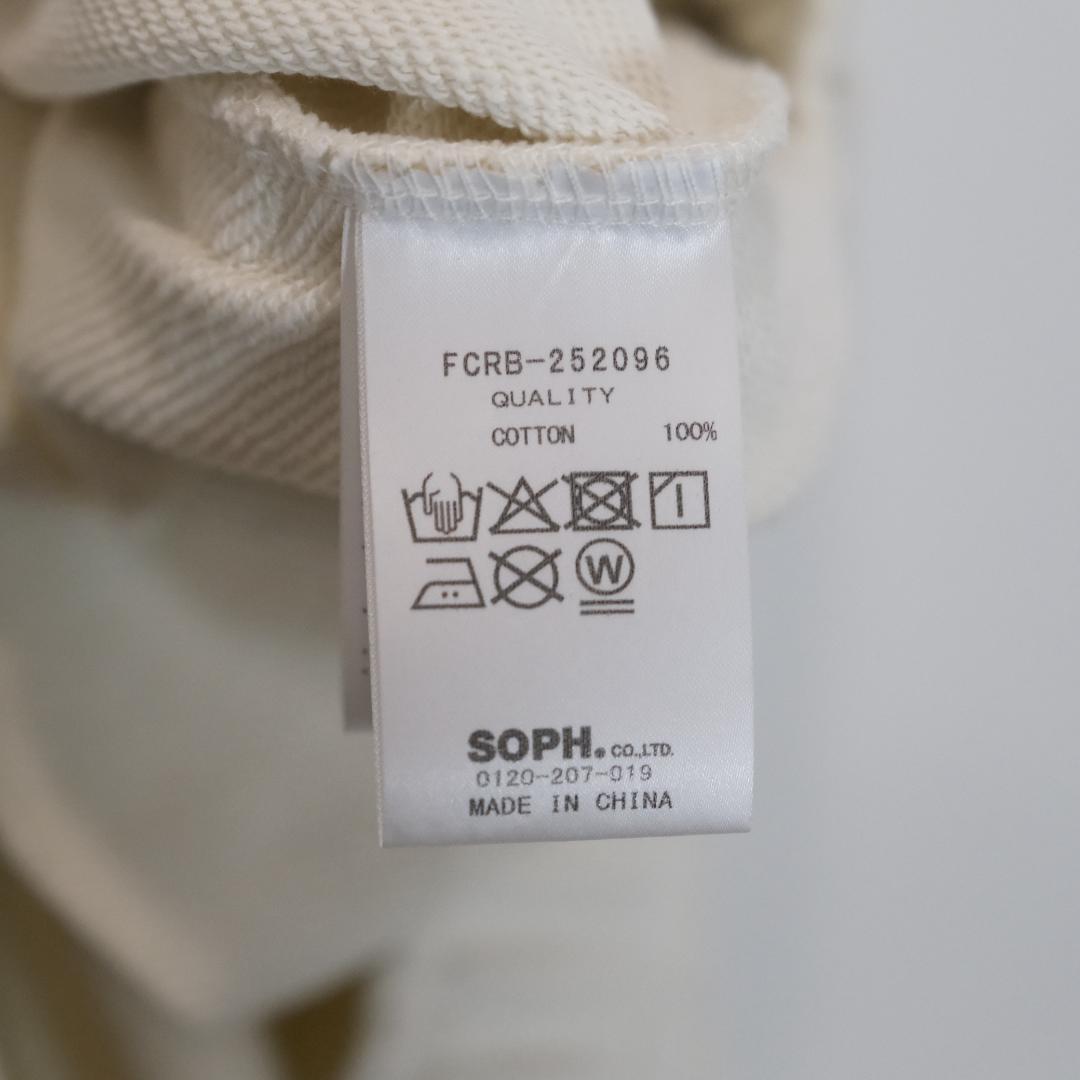 FCRB-252096
QUALITY
COTTON 100%
W
SOPH. CO.,LTD.
0120-207-019
MADE IN CHINA